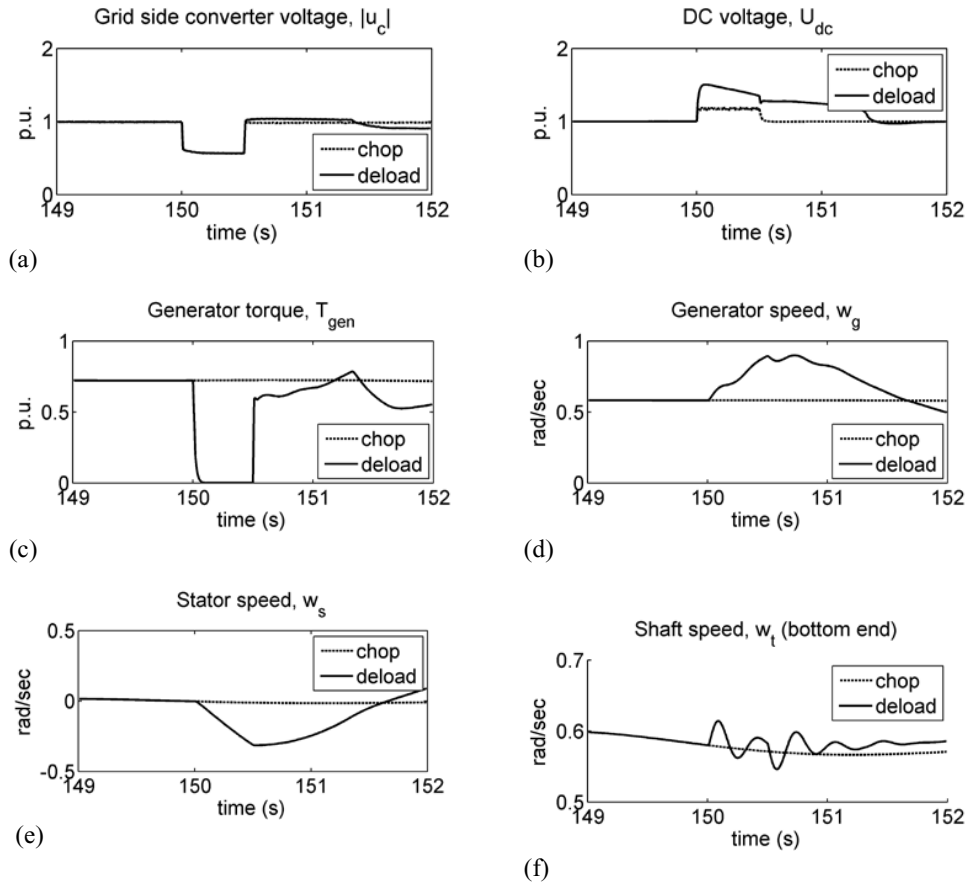 Grid side converter voltage, |u_c|
2
1
0
p.u.
chop
deload
149 150 151 152
time (s)
(a)
DC voltage, U_dc
2
1
0
p.u.
chop
deload
149 150 151 152
time (s)
(b)
Generator torque, T_gen
1
0.5
0
p.u.
chop
deload
149 150 151 152
time (s)
(c)
Generator speed, w_g
1
0.5
0
rad/sec
chop
deload
149 150 151 152
time (s)
(d)
Stator speed, w_s
0.5
0
-0.5
rad/sec
chop
deload
149 150 151 152
time (s)
(e)
Shaft speed, w_t (bottom end)
0.7
0.6
0.5
rad/sec
chop
deload
149 150 151 152
time (s)
(f)